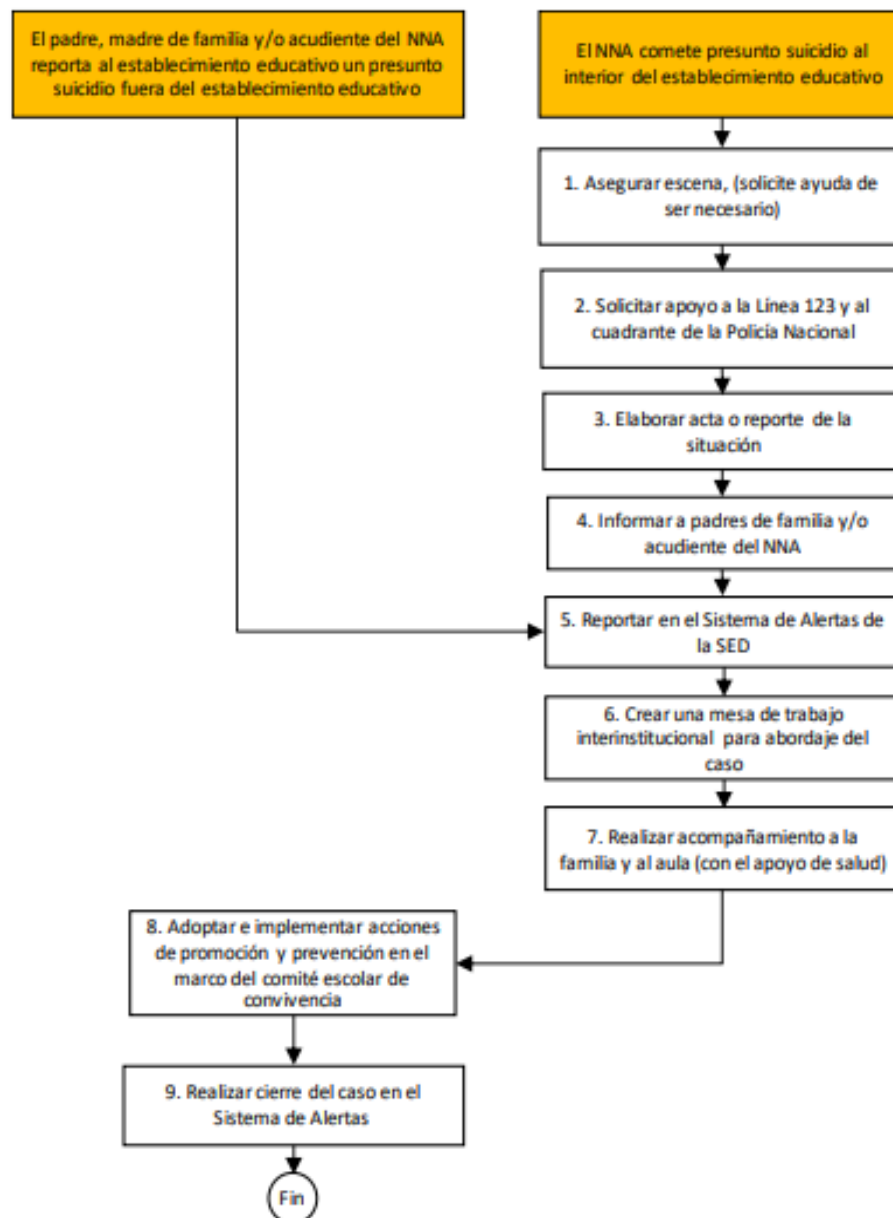 El padre, madre de familia y/o acudiente del NNA
reporta al establecimiento educativo un presunto
suicidio fuera del establecimiento educativo
El NNA comete presunto suicidio al
interior del establecimiento educativo
1. Asegurar escena, (solicite ayuda de
ser necesario)
2. Solicitar apoyo a la Línea 123 y al
cuadrante de la Policía Nacional
3. Elaborar acta o reporte de la
situación
4. Informar a padres de familia y/o
acudiente del NNA
5. Reportar en el Sistema de Alertas de
la SED
6. Crear una mesa de trabajo
interinstitucional para abordaje del
caso
7. Realizar acompañamiento a la
familia y al aula (con el apoyo de salud)
8. Adoptar e implementar acciones
de promoción y prevención en el
marco del comité escolar de
convivencia
9. Realizar cierre del caso en el
Sistema de Alertas
Fin